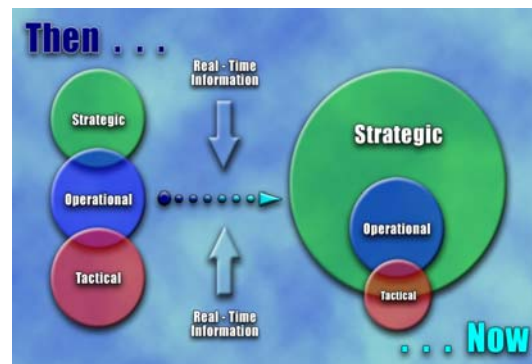 Then . . .
Real - Time
Information
Strategic
Operational
Tactical
Real - Time
Information
Strategic
Operational
Tactical
. . . Now